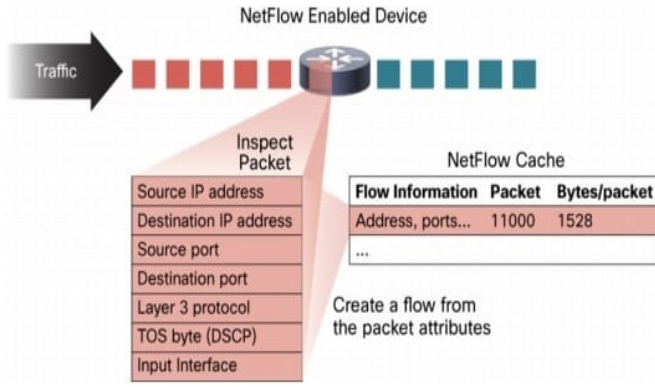 NetFlow Enabled Device
Traffic
Inspect
Packet
Source IP address
Destination IP address
Source port
Destination port
Layer 3 protocol
TOS byte (DSCP)
Input Interface
NetFlow Cache
Flow Information Packet Bytes/packet
Address, ports... 11000 1528
...
Create a flow from
the packet attributes